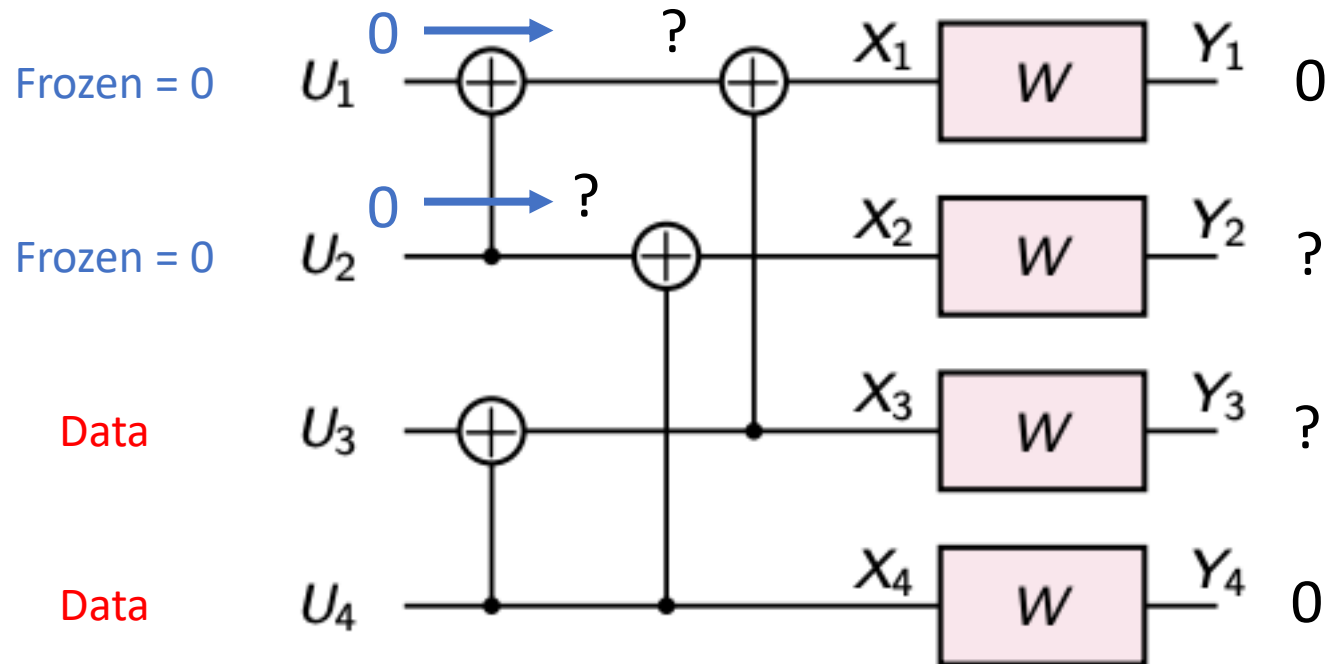 0 ?
Frozen = 0 U₁ X₁ W Y₁ 0
0 ?
Frozen = 0 U₂ X₂ W Y₂ ?
Data U₃ X₃ W Y₃ ?
Data U₄ X₄ W Y₄ 0